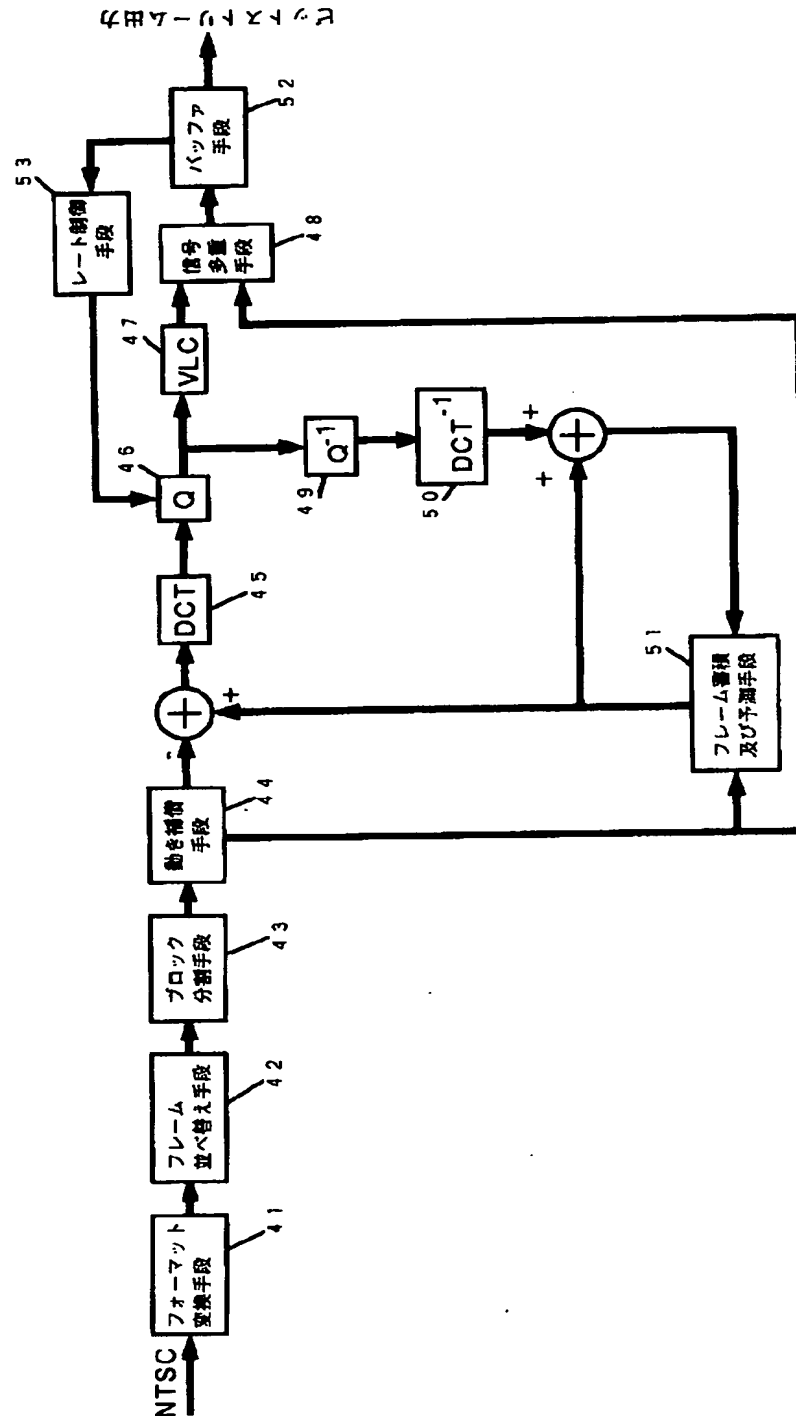 NTSC
フォーマット
変換手段
41
フレーム
並べ替え手段
42
ブロック
分割手段
43
動き補償
手段
44
-
+
DCT
45
Q
46
VLC
47
信号
多重
手段
48
バッファ
手段
52
レート制御
手段
53
ビットストリーム出力
Q-1
49
DCT-1
50
+
+
フレーム蓄積
及び予測手段
51